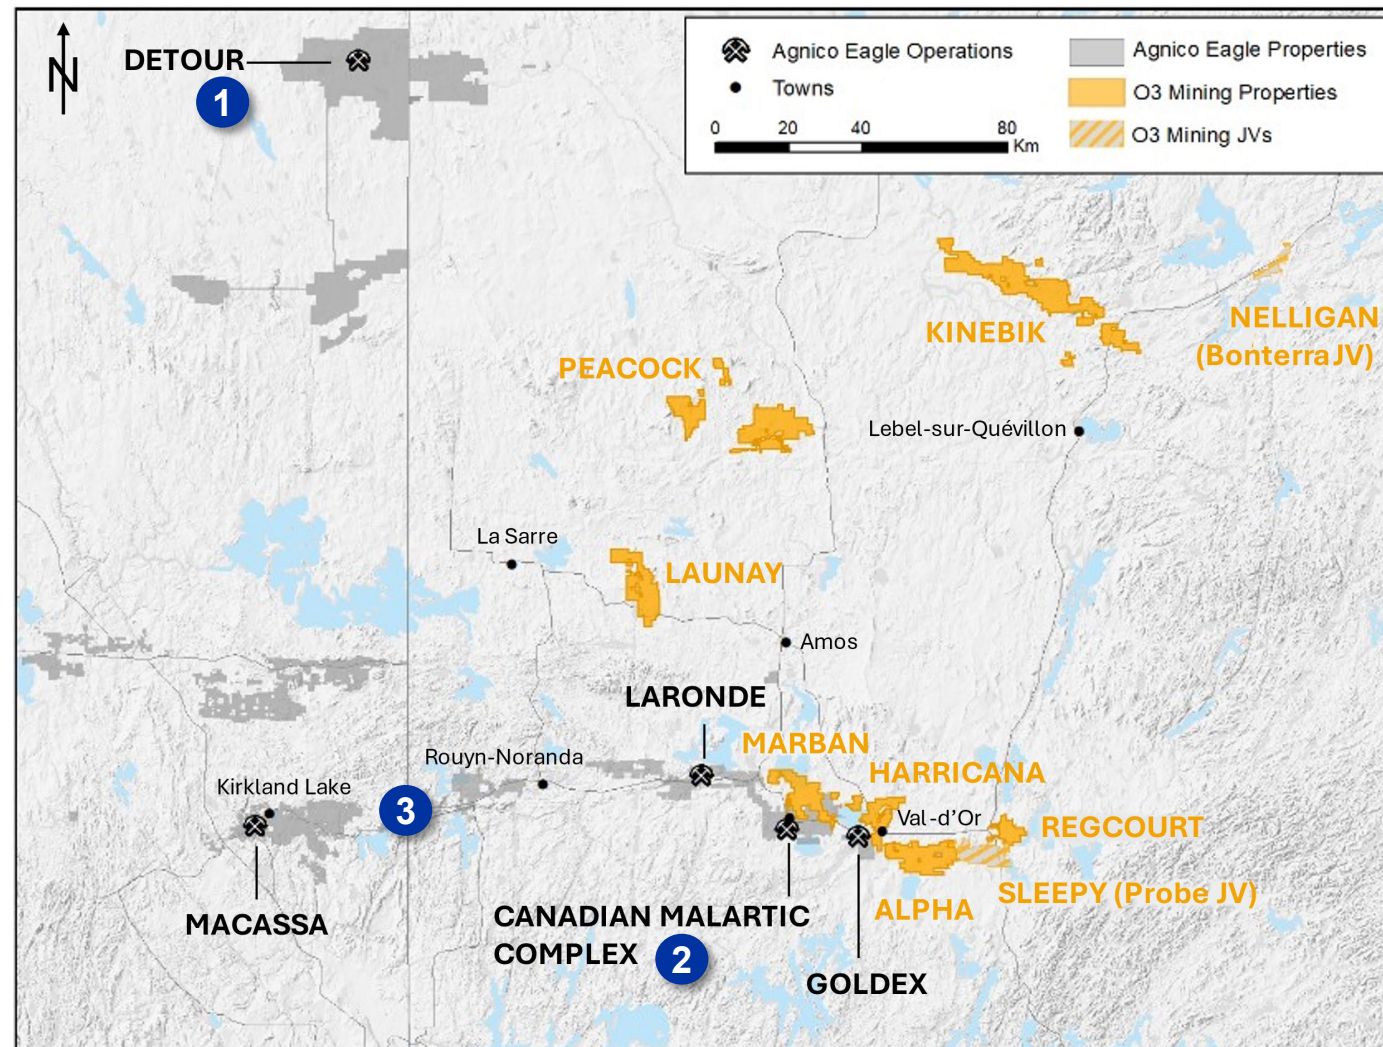 N
DETOUR
1
Agnico Eagle Operations
Towns
0 20 40 80
Km
Agnico Eagle Properties
O3 Mining Properties
O3 Mining JVs
KINEBIK
NELLIGAN
(Bonterra JV)
PEACOCK
Lebel-sur-Quévillon
La Sarre
LAUNAY
Amos
LARONDE
MARBAN
Rouyn-Noranda
HARRICANA
Kirkland Lake
3
Val-d'Or
REGCOURT
MACASSA
CANADIAN MALARTIC
COMPLEX
2
ALPHA
SLEEPY (Probe JV)
GOLDEX